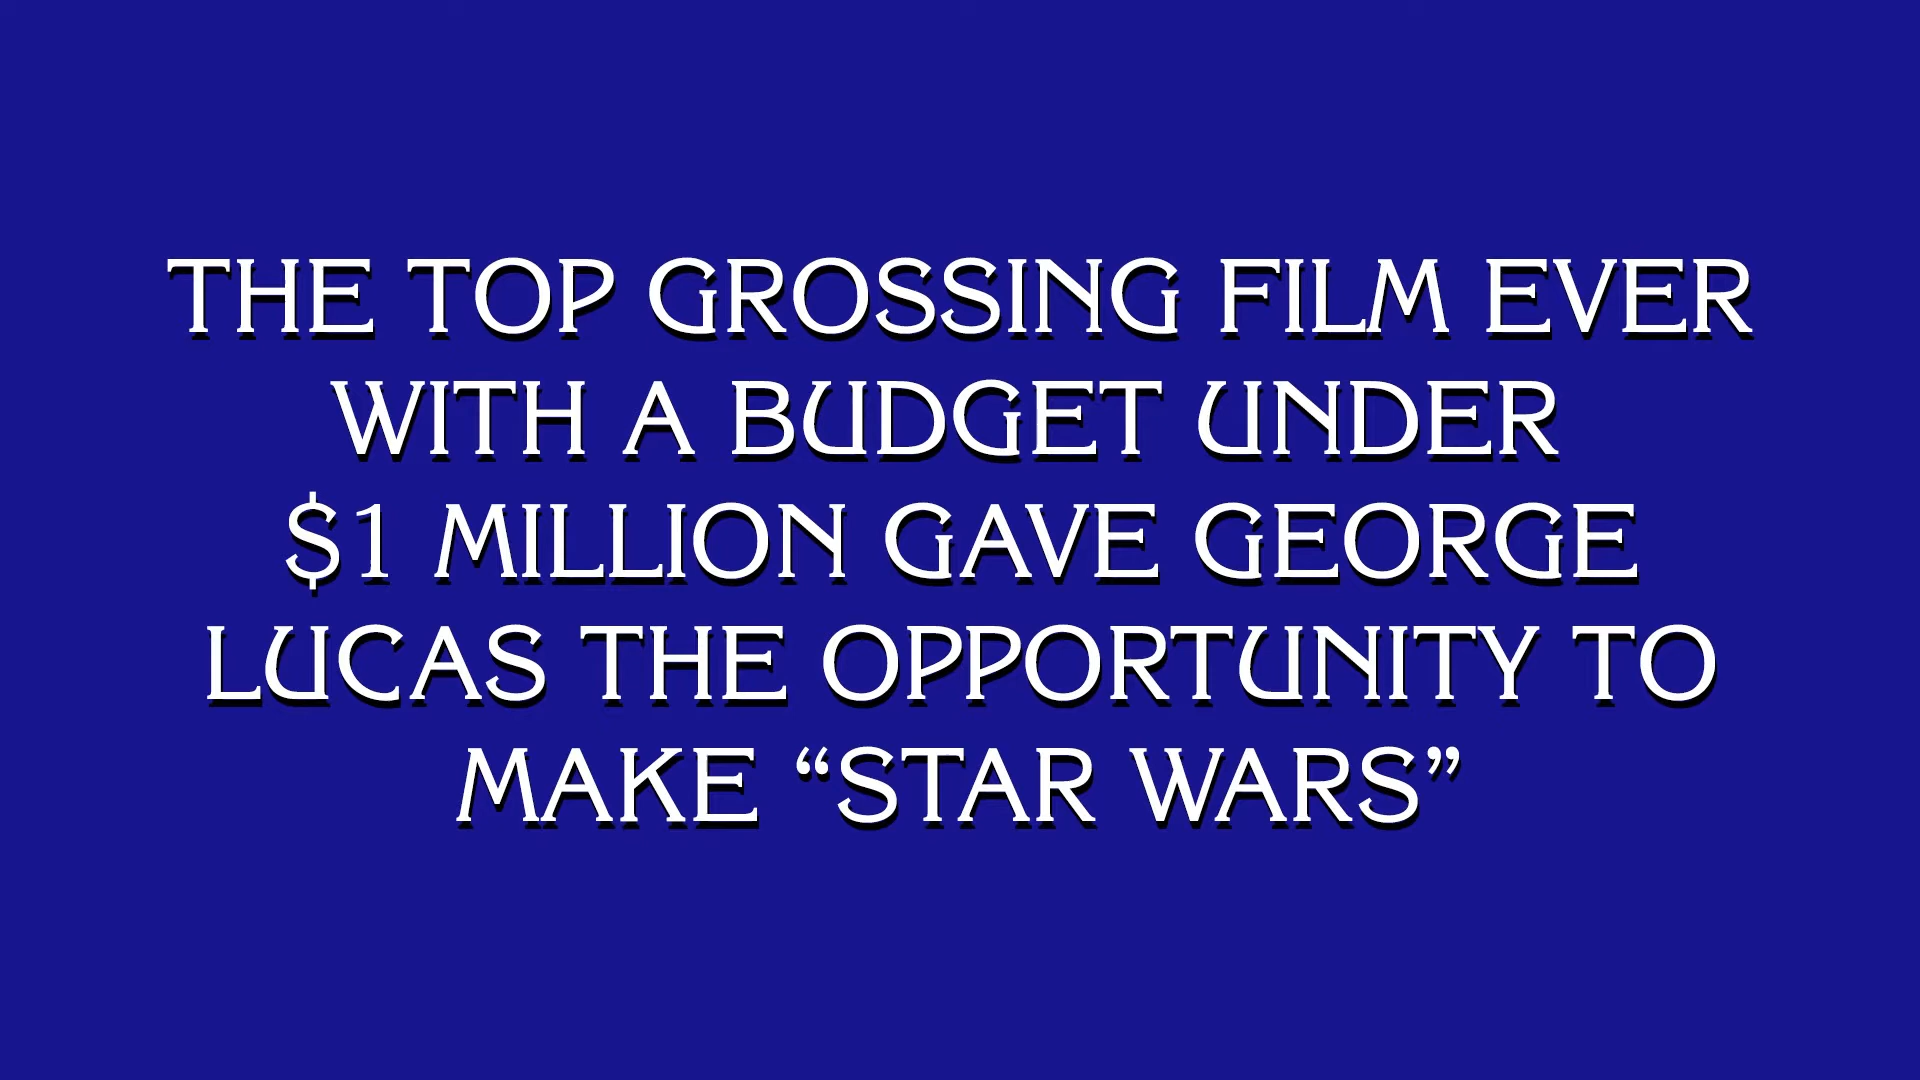 THE TOP GROSSING FILM EVER
WITH A BUDGET UNDER
$1 MILLION GAVE GEORGE
LUCAS THE OPPORTUNITY TO
MAKE “STAR WARS”